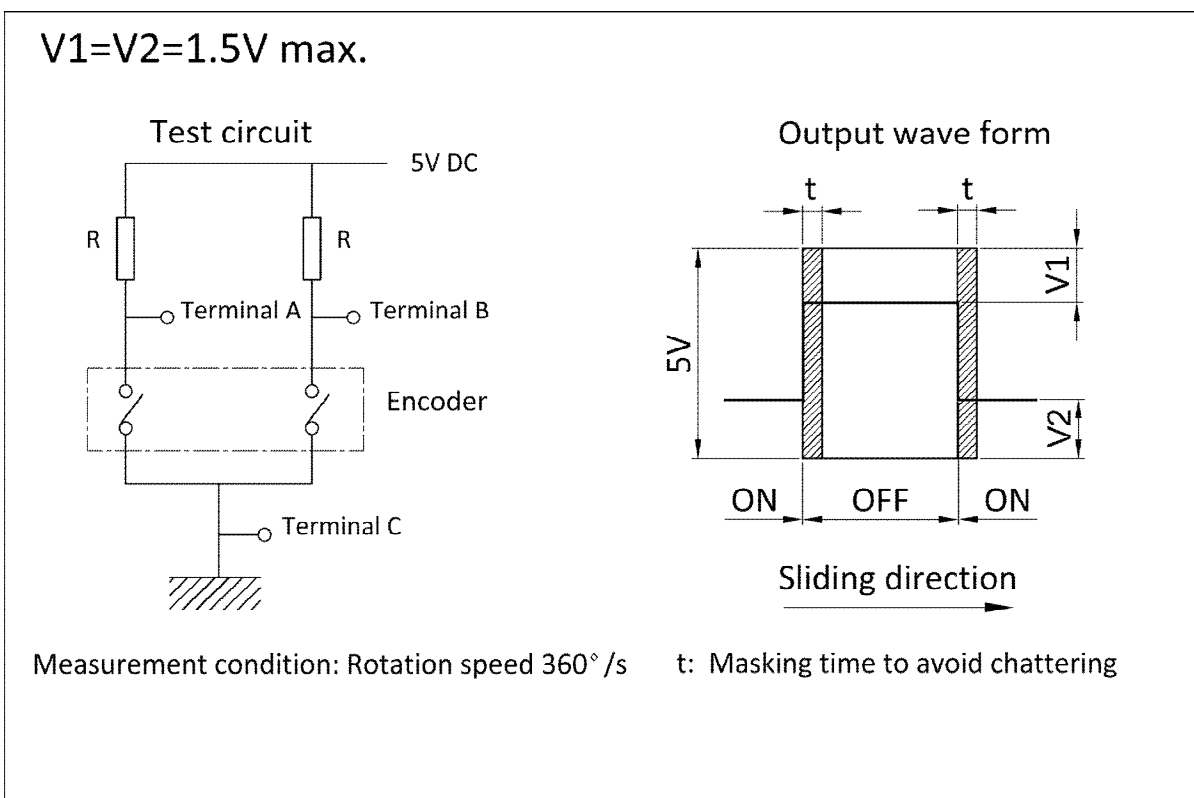 V1=V2=1.5V max.
Test circuit
5V DC
R
R
Terminal A
Terminal B
Encoder
Terminal C
Output wave form
t
t
V1
5V
V2
ON
OFF
ON
Sliding direction
Measurement condition: Rotation speed 360°/s
t: Masking time to avoid chattering